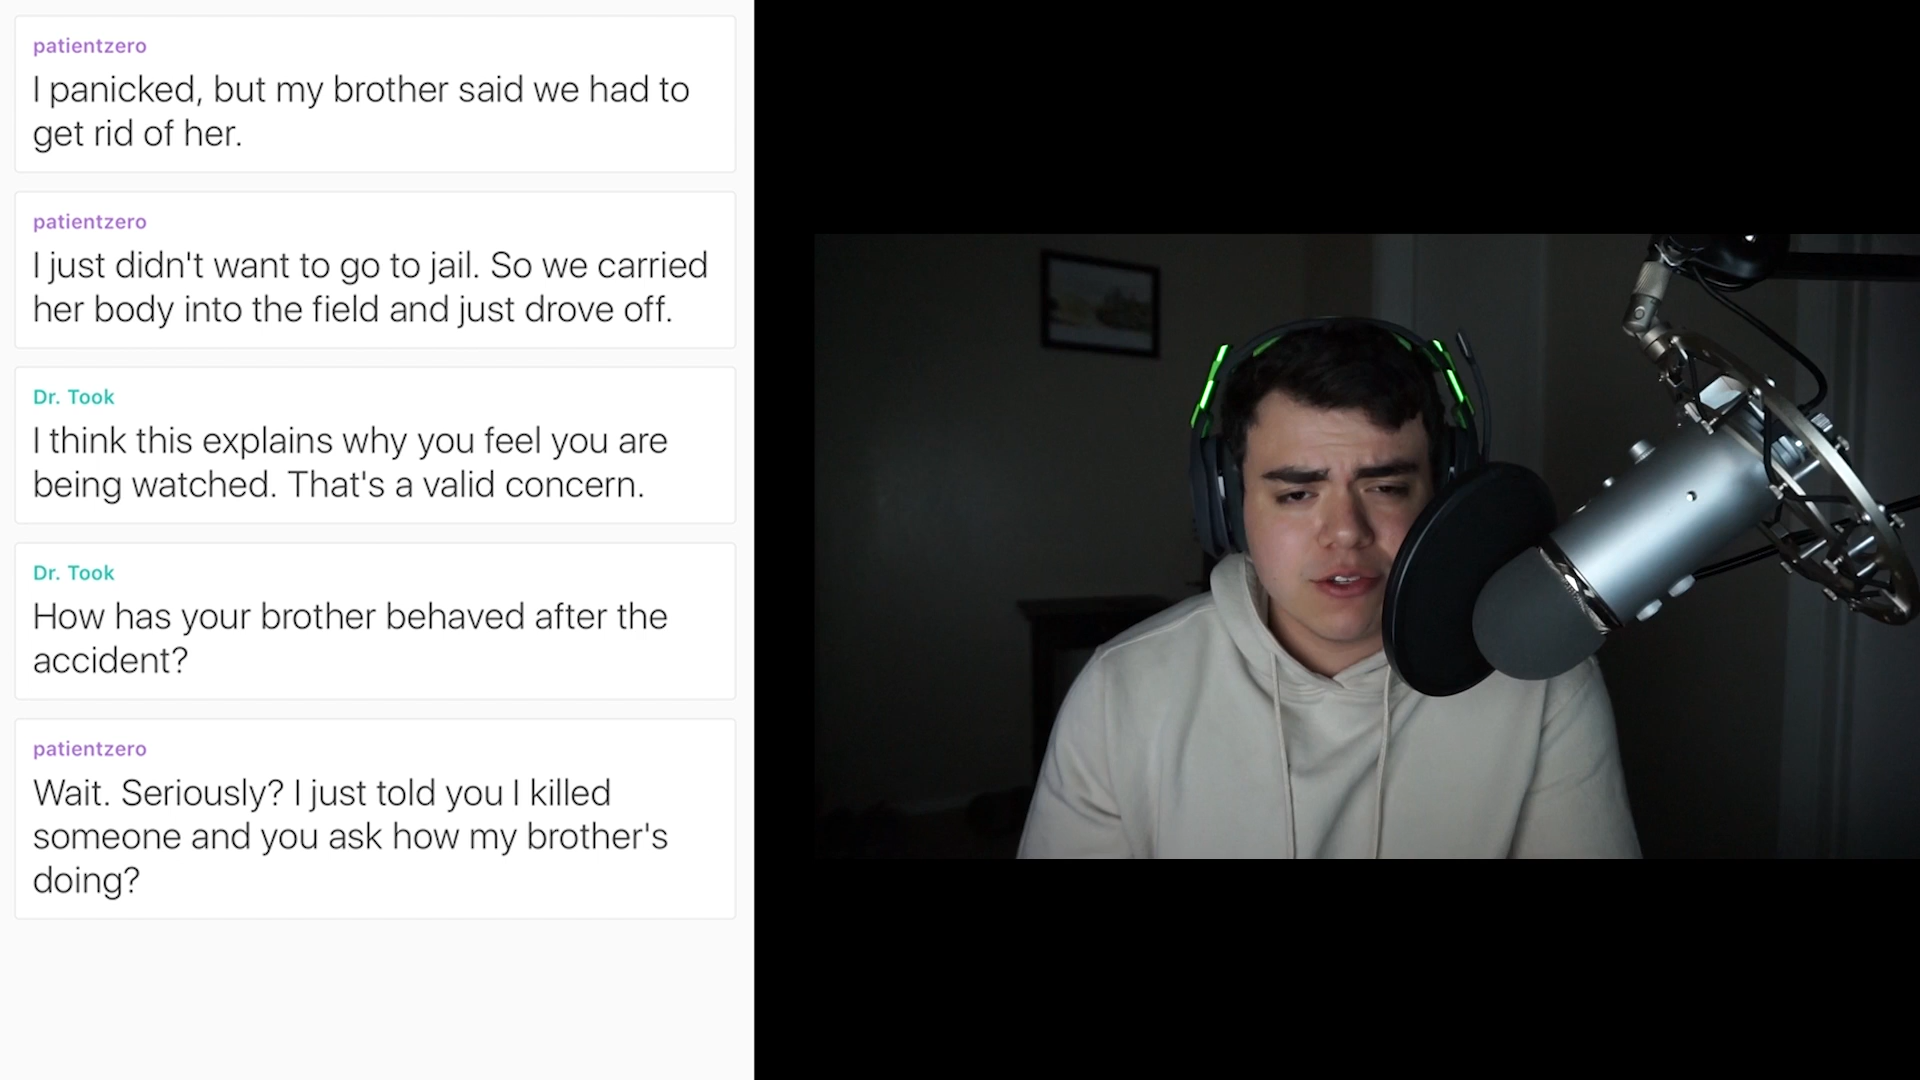 patientzero
I panicked, but my brother said we had to
get rid of her.
patientzero
I just didn't want to go to jail. So we carried
her body into the field and just drove off.
Dr. Took
I think this explains why you feel you are
being watched. That's a valid concern.
Dr. Took
How has your brother behaved after the
accident?
patientzero
Wait. Seriously? I just told you I killed
someone and you ask how my brother's
doing?